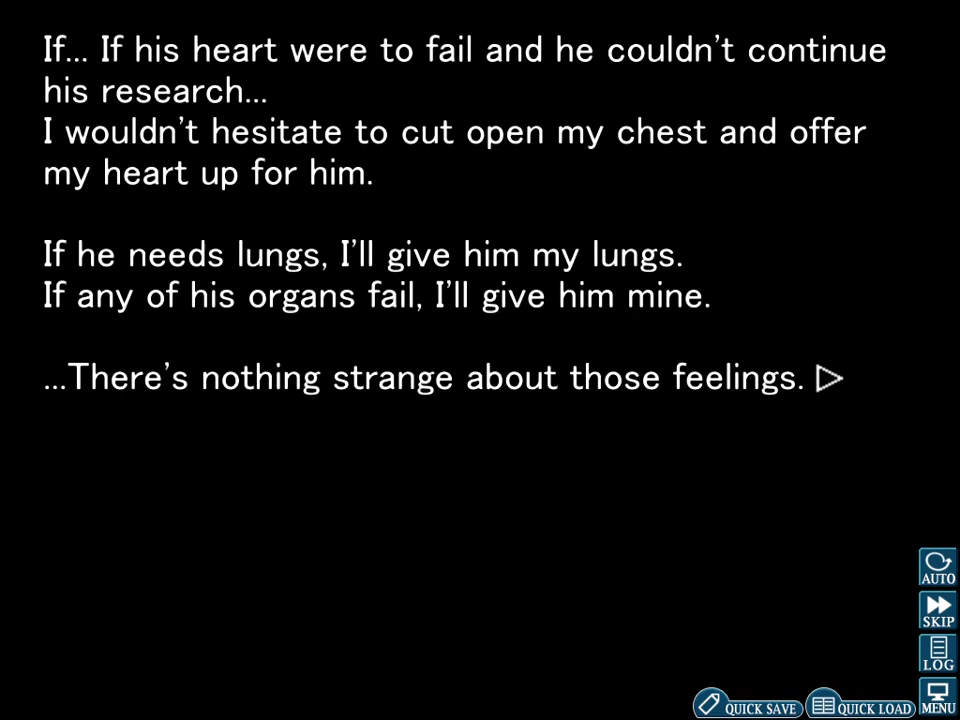 If... If his heart were to fail and he couldn't continue
his research...
I wouldn't hesitate to cut open my chest and offer
my heart up for him.
If he needs lungs, I'll give him my lungs.
If any of his organs fail, I'll give him mine.
...There's nothing strange about those feelings.
AUTO
SKIP
LOG
MENU
QUICK SAVE
QUICK LOAD